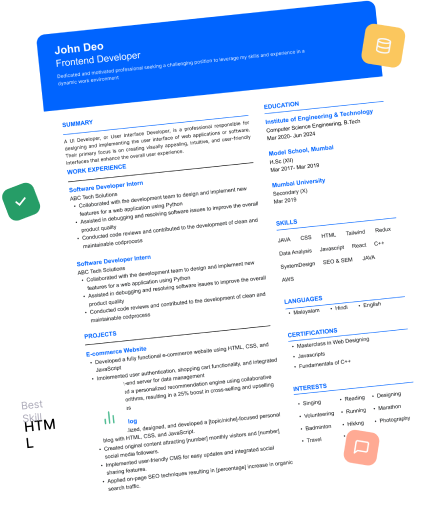 John Deo
Frontend Developer
Dedicated and motivated professional seeking a challenging position to leverage my skills and experience in a
dynamic work environment
SUMMARY
A UI Developer, or User Interface Developer, is a professional responsible for
designing and implementing the user interface of web applications or software.
Their primary focus is on creating visually appealing, intuitive, and user-friendly
interfaces that enhance the overall user experience.
WORK EXPERIENCE
Software Developer Intern
ABC Tech Solutions
• Collaborated with the development team to design and implement new
features for a web application using Python
• Assisted in debugging and resolving software issues to improve the overall
product quality
• Conducted code reviews and contributed to the development of clean and
maintainable codprocess
Software Developer Intern
ABC Tech Solutions
• Collaborated with the development team to design and implement new
features for a web application using Python
• Assisted in debugging and resolving software issues to improve the overall
product quality
• Conducted code reviews and contributed to the development of clean and
maintainable codprocess
PROJECTS
E-commerce Website
• Developed a fully functional e-commerce website using HTML, CSS, and
JavaScript
• Implemented user authentication, shopping cart functionality, and integrated
-end server for data management
d a personalized recommendation engine using collaborative
orithms, resulting in a 25% boost in cross-selling and upselling
log
ized, designed, and developed a [topic/niche]-focused personal
blog with HTML, CSS, and JavaScript.
• Created original content attracting [number] monthly visitors and [number]
social media followers.
• Implemented user-friendly CMS for easy updates and integrated social
sharing features.
• Applied on-page SEO techniques resulting in [percentage] increase in organic
search traffic.
EDUCATION
Institute of Engineering & Technology
Computer Science Engineering, B.Tech
Mar 2020- Jun 2024
Model School, Mumbai
H.Sc (XII)
Mar 2017- Mar 2019
Mumbai University
Secondary (X)
Mar 2019
SKILLS
JAVA CSS HTML Tailwind Redux
Data Analysis Javascript React C++
SystemDesign SEO & SEM JAVA
AWS
LANGUAGES
• Malayalam • Hindi • English
CERTIFICATIONS
• Masterclass in Web Designing
• Javascripts
• Fundamentals of C++
INTERESTS
• Singing • Reading • Designing
• Volunteering • Running • Marathon
• Badminton • Hiking • Photography
• Travel
Best
Skill
HTM
L